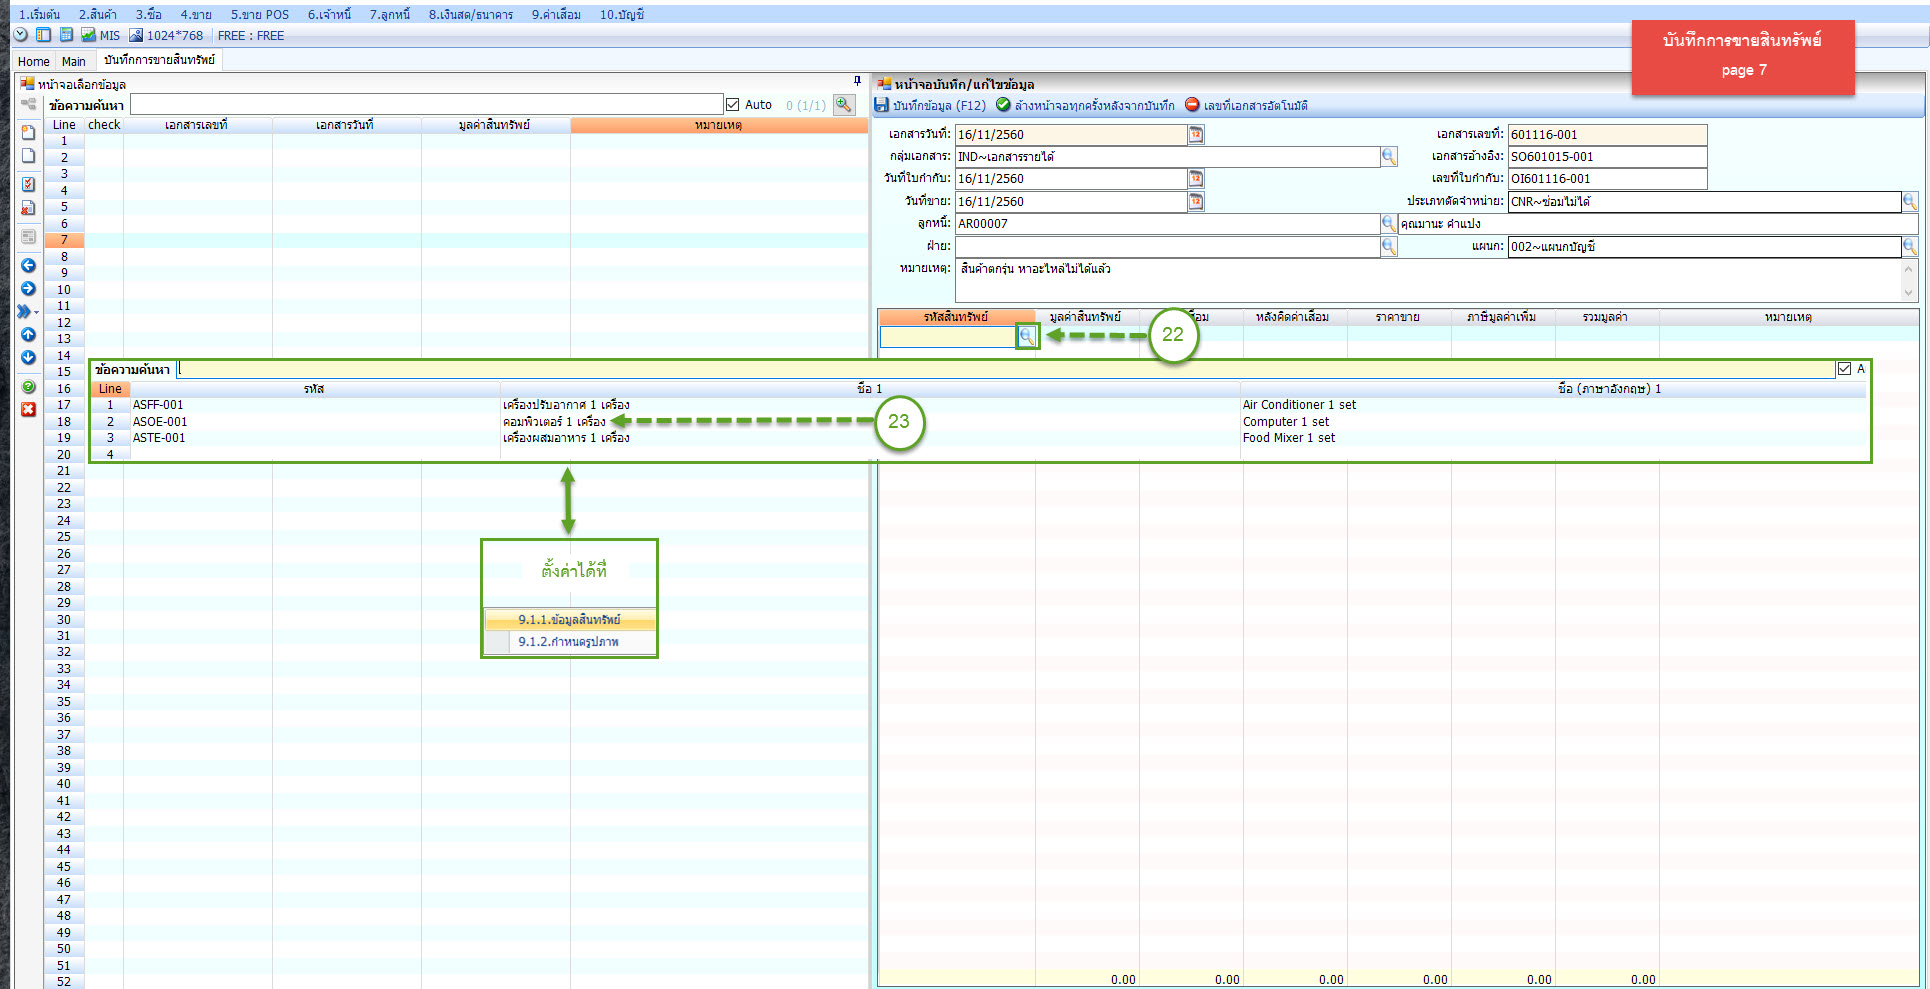 1.เริ่มต้น 2.สินค้า 3.ซื้อ 4.ขาย 5.ขาย POS 6.เจ้าหนี้ 7.ลูกหนี้ 8.เงินสด/ธนาคาร 9.ค่าเสื่อม 10.บัญชี
MIS 1024*768 FREE : FREE
บันทึกการขายสินทรัพย์
page 7
Home Main บันทึกการขายสินทรัพย์
หน้าจอเลือกข้อมูล
ข้อความค้นหา Auto 0 (1/1)
Line check เอกสารเลขที่ เอกสารวันที่ มูลค่าสินทรัพย์ หมายเหตุ
1
2
3
4
5
6
7
8
9
10
11
12
13
14
15
16
17
18
19
20
21
22
23
24
25
26
27
28
29
30
31
32
33
34
35
36
37
38
39
40
41
42
43
44
45
46
47
48
49
50
51
52
หน้าจอบันทึก/แก้ไขข้อมูล
บันทึกข้อมูล (F12) ล้างหน้าจอทุกครั้งหลังจากบันทึก เลขที่เอกสารอัตโนมัติ
เอกสารวันที่: 16/11/2560 เอกสารเลขที่: 601116-001
กลุ่มเอกสาร: IND~เอกสารรายได้ เอกสารอ้างอิง: SO601015-001
วันที่ใบกำกับ: 16/11/2560 เลขที่ใบกำกับ: OI601116-001
วันที่ขาย: 16/11/2560 ประเภทตัดจำหน่าย: CNR~ซ่อมไม่ได้
ลูกหนี้: AR00007 คุณมานะ คำแปง
ฝ่าย: แผนก: 002~แผนกบัญชี
หมายเหตุ: สินค้าตกรุ่น หาอะไหล่ไม่ได้แล้ว
รหัสสินทรัพย์ มูลค่าสินทรัพย์ สื่อม หลังคิดค่าเสื่อม ราคาขาย ภาษีมูลค่าเพิ่ม รวมมูลค่า หมายเหตุ
22
ข้อความค้นหา A
Line รหัส ชื่อ 1 ชื่อ (ภาษาอังกฤษ) 1
1 ASFF-001 เครื่องปรับอากาศ 1 เครื่อง Air Conditioner 1 set
2 ASOE-001 คอมพิวเตอร์ 1 เครื่อง Computer 1 set
3 ASTE-001 เครื่องผสมอาหาร 1 เครื่อง Food Mixer 1 set
4
23
ตั้งค่าได้ที่
9.1.1.ข้อมูลสินทรัพย์
9.1.2.กำหนดรูปภาพ
0.00 0.00 0.00 0.00 0.00 0.00